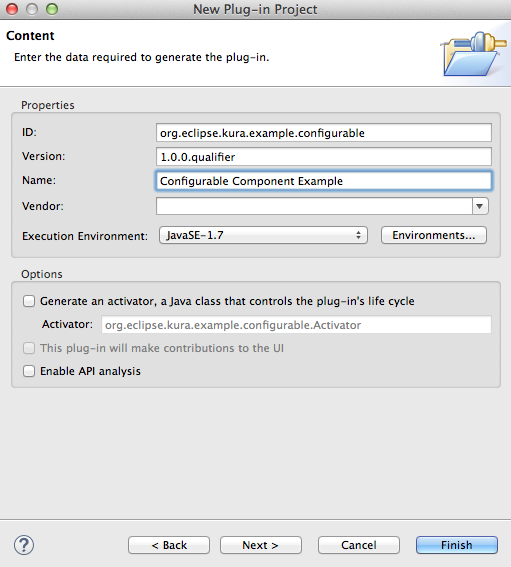 New Plug-in Project
Content
Enter the data required to generate the plug-in.
Properties
ID: org.eclipse.kura.example.configurable
Version: 1.0.0.qualifier
Name: Configurable Component Example
Vendor:
Execution Environment: JavaSE-1.7 Environments...
Options
Generate an activator, a Java class that controls the plug-in's life cycle
Activator: org.eclipse.kura.example.configurable.Activator
This plug-in will make contributions to the UI
Enable API analysis
? < Back Next > Cancel Finish